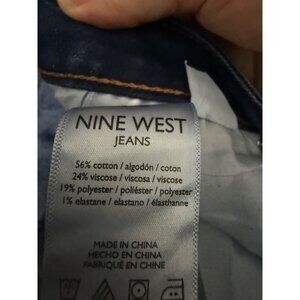 NINE WEST
JEANS
56% cotton / algodón / coton
24% viscose / viscosa / viscose
19% polyester / poliéster / polyester
1% elastane / elastano / élasthanne
MADE IN CHINA
HECHO EN CHINA
FABRIQUÉ EN CHINE